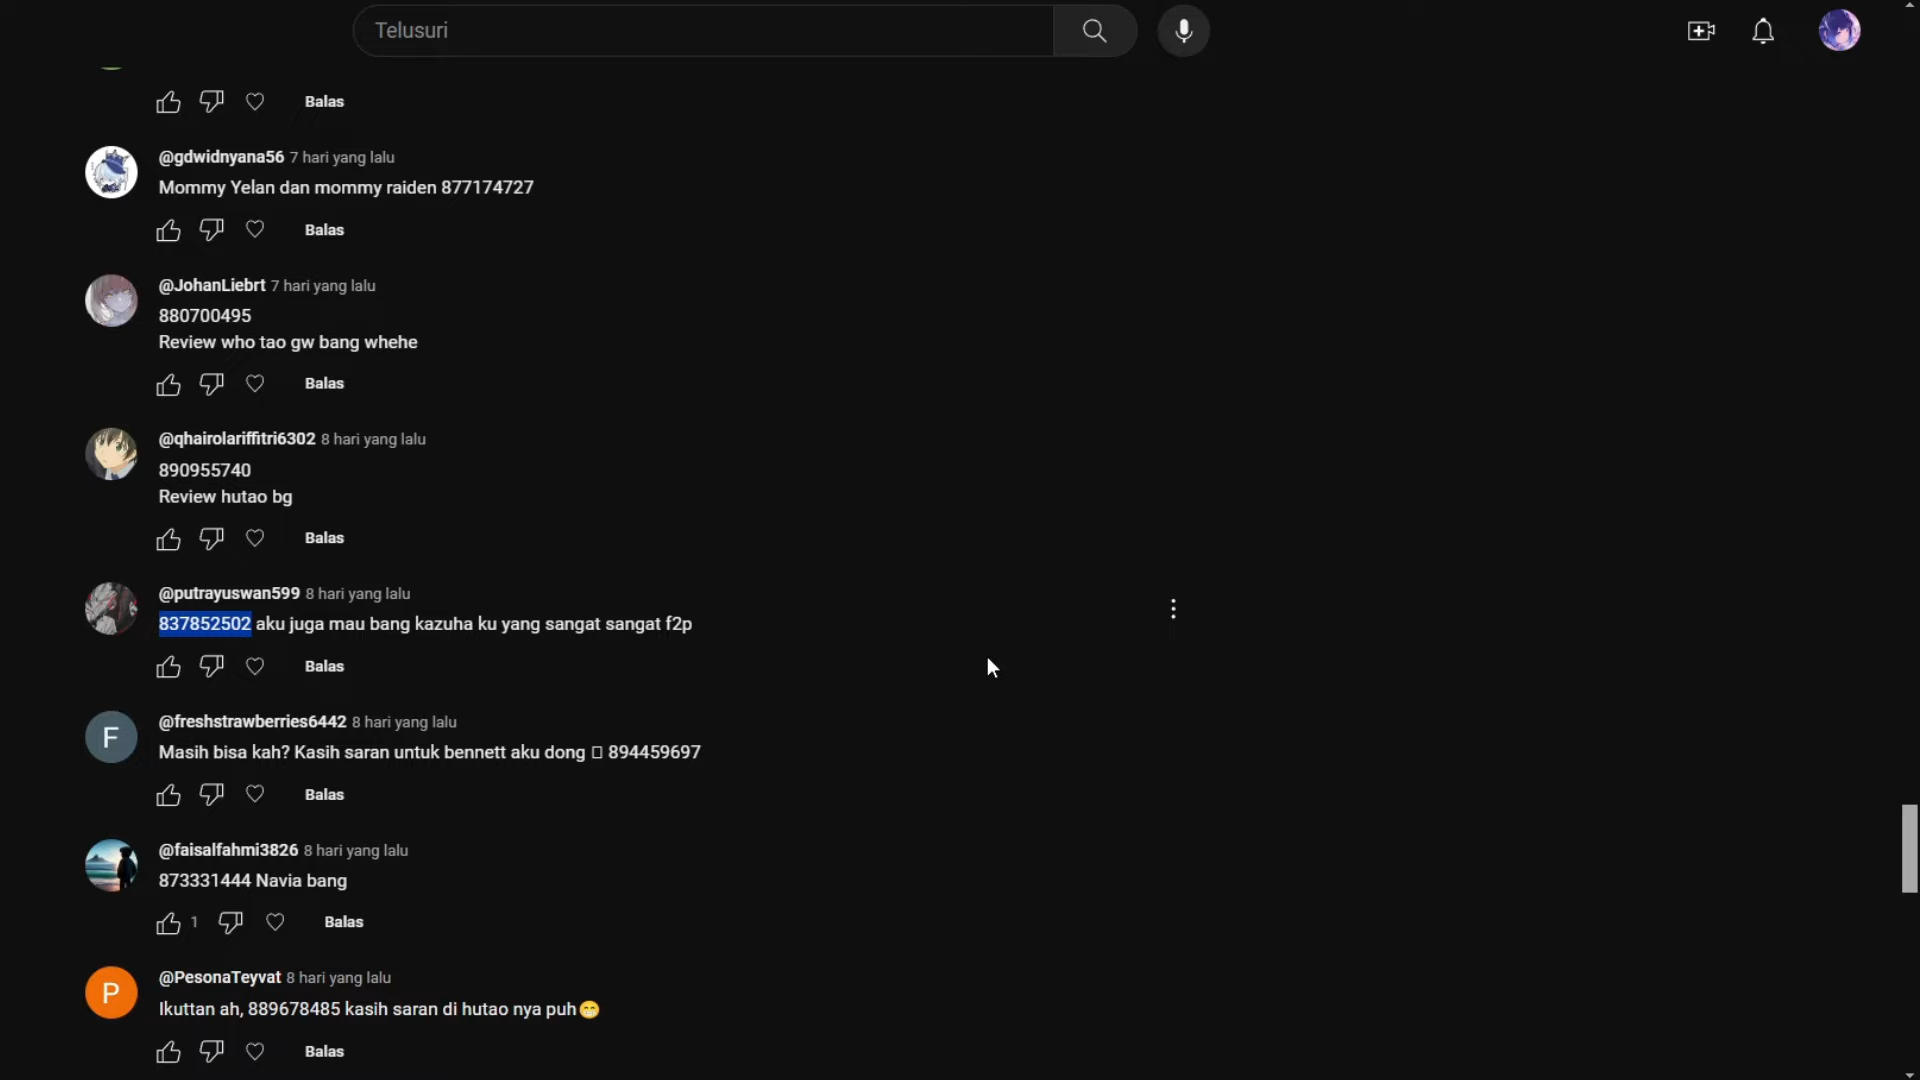 Telusuri
Balas
@gdwidnyana56 7 hari yang lalu
Mommy Yelan dan mommy raiden 877174727
Balas
@JohanLiebrt 7 hari yang lalu
880700495
Review who tao gw bang whehe
Balas
@qhairolariffitri6302 8 hari yang lalu
890955740
Review hutao bg
Balas
@putrayuswan599 8 hari yang lalu
837852502 aku juga mau bang kazuha ku yang sangat sangat f2p
Balas
F
@freshstrawberries6442 8 hari yang lalu
Masih bisa kah? Kasih saran untuk bennett aku dong 894459697
Balas
@faisalfahmi3826 8 hari yang lalu
873331444 Navia bang
1
Balas
P
@PesonaTeyvat 8 hari yang lalu
Ikuttan ah, 889678485 kasih saran di hutao nya puh😁
Balas